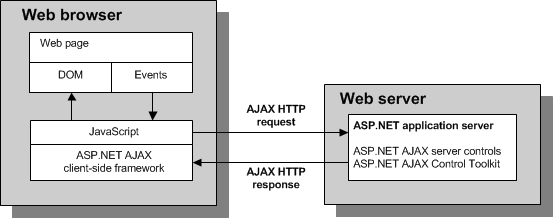 Web browser
Web page
DOM
Events
JavaScript
ASP.NET AJAX
client-side framework
AJAX HTTP
request
AJAX HTTP
response
Web server
ASP.NET application server
ASP.NET AJAX server controls
ASP.NET AJAX Control Toolkit